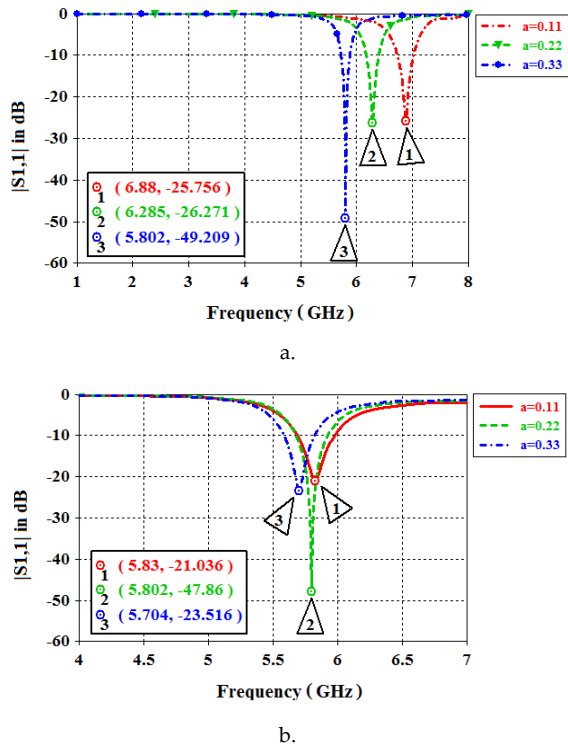 0
-10
-20
-30
-40
-50
-60
|S1,1| in dB
a=0.11
a=0.22
a=0.33
1 ( 6.88, -25.756 )
2 ( 6.285, -26.271 )
3 ( 5.802, -49.209 )
2
1
3
1 2 3 4 5 6 7 8
Frequency ( GHz )
a.
0
-10
-20
-30
-40
-50
-60
|S1,1| in dB
a=0.11
a=0.22
a=0.33
3
1
1 ( 5.83, -21.036 )
2 ( 5.802, -47.86 )
3 ( 5.704, -23.516 )
2
4 4.5 5 5.5 6 6.5 7
Frequency ( GHz )
b.